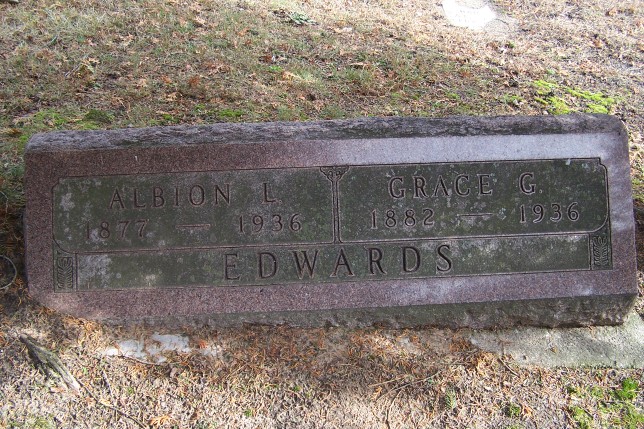 ALBION L. GRACE G.
1877 — 1936 1882 — 1936
EDWARDS